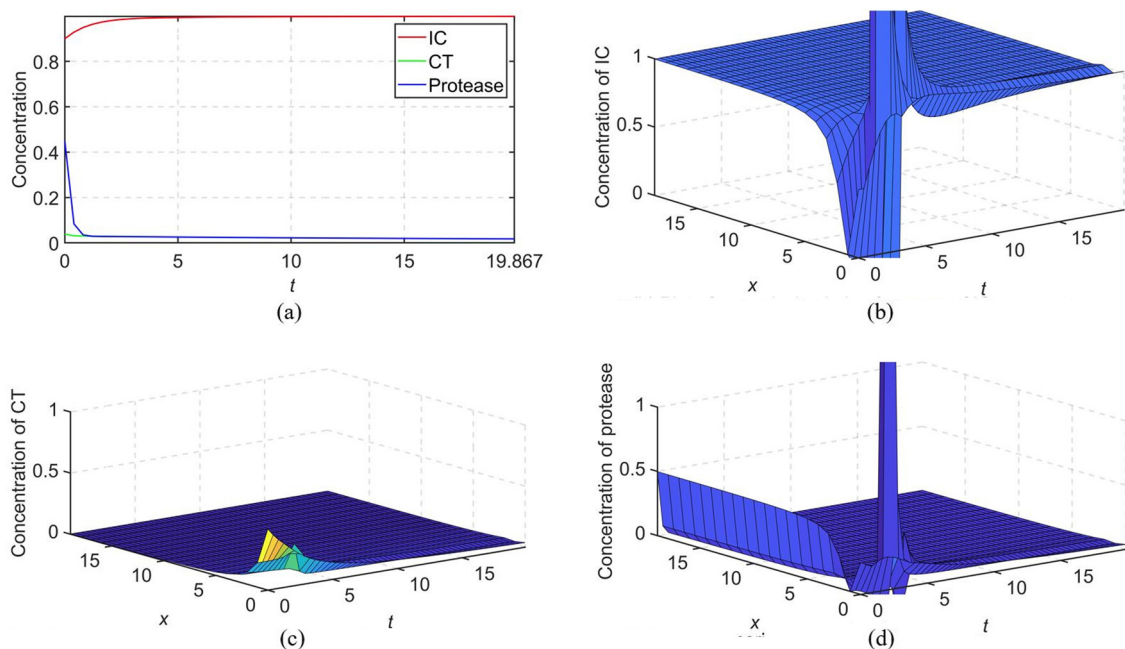 Concentration
0.8
0.6
0.4
0.2
0
IC
CT
Protease
0
5
10
15
19.867
t
(a)
Concentration of IC
1
0.5
0
15
10
5
0
x
0
5
10
15
t
(b)
Concentration of CT
1
0.5
0
15
10
5
0
x
0
5
10
15
t
(c)
Concentration of protease
1
0.5
0
15
10
5
0
x
0
5
10
15
t
(d)